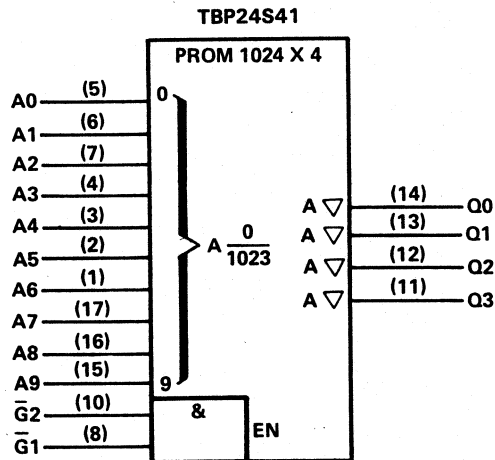 TBP24S41
PROM 1024 X 4
A0 (5) 0
A1 (6)
A2 (7)
A3 (4)
A4 (3)
A5 (2)
A6 (1)
A7 (17)
A8 (16)
A9 (15) 9
G̅2 (10)
G̅1 (8)
A 0/1023
& EN
A ▽ (14) Q0
A ▽ (13) Q1
A ▽ (12) Q2
A ▽ (11) Q3